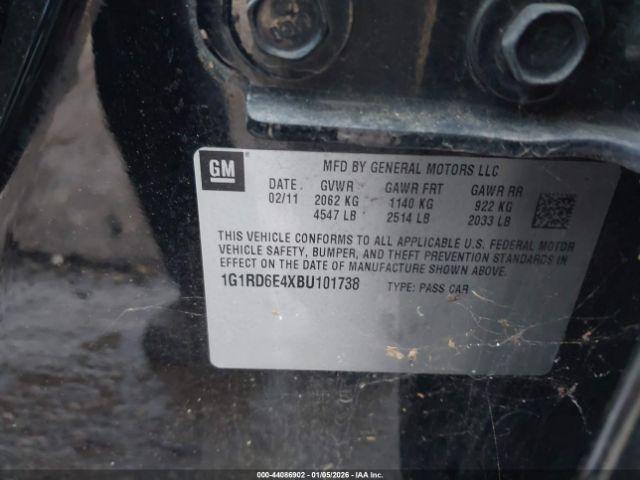 GM
MFD BY GENERAL MOTORS LLC
DATE GVWR GAWR FRT GAWR RR
02/11 2062 KG 1140 KG 922 KG
4547 LB 2514 LB 2033 LB
THIS VEHICLE CONFORMS TO ALL APPLICABLE U.S. FEDERAL MOTOR
VEHICLE SAFETY, BUMPER, AND THEFT PREVENTION STANDARDS
IN EFFECT ON THE DATE OF MANUFACTURE SHOWN ABOVE.
1G1RD6E4XBU101738 TYPE: PASS CAR
000-44086902 - 01/05/2026 - IAA Inc.